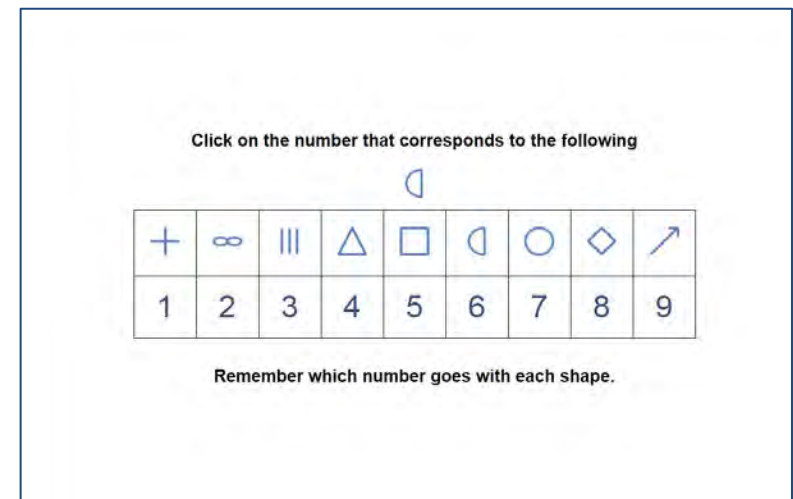 Click on the number that corresponds to the following
1 2 3 4 5 6 7 8 9
Remember which number goes with each shape.